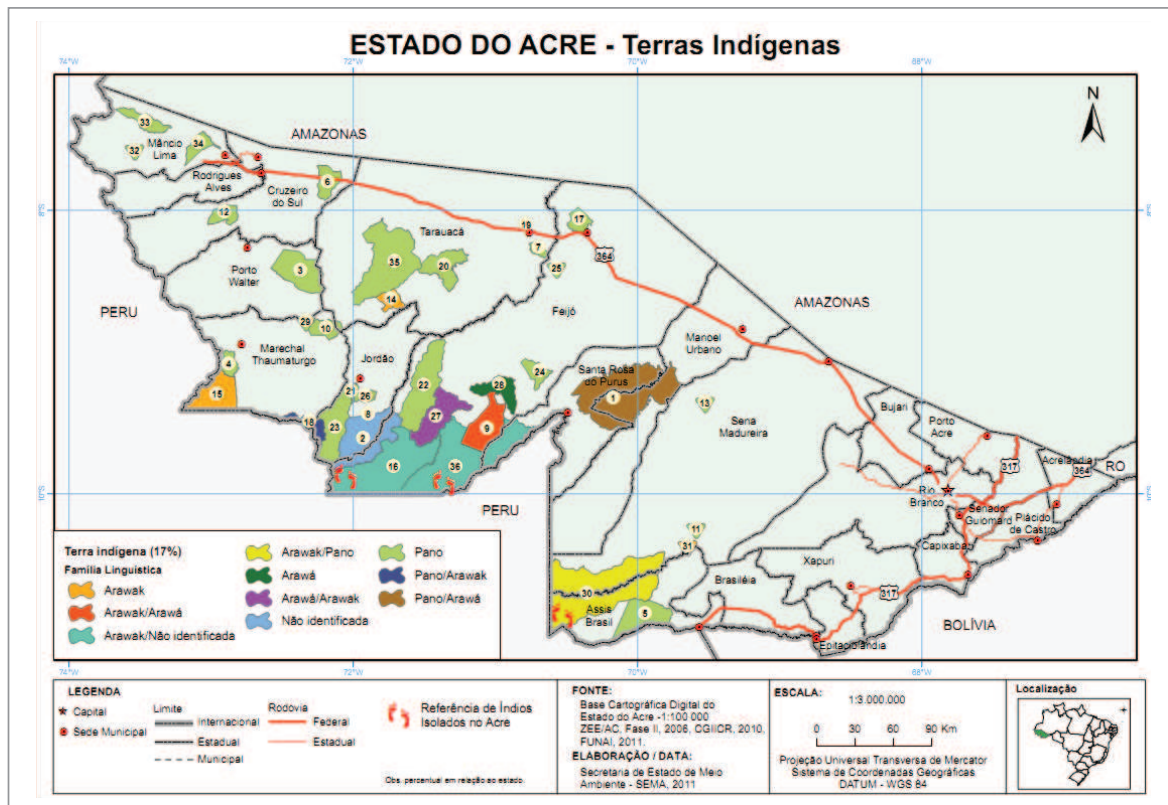 ESTADO DO ACRE - Terras Indígenas
74°W
72°W
70°W
68°W
N
AMAZONAS
33
34
32
Mâncio
Lima
Rodrigues
Alves
Cruzeiro
do Sul
6
8°S
12
Tarauacá
19
17
7
364
35
20
25
3
Porto
Walter
14
PERU
Feijó
AMAZONAS
29
10
Marechal
Thaumaturgo
Jordão
Manoel
Urbano
4
22
24
Santa Rosa
do Purus
15
21
26
28
1
13
8
27
Sena
Madureira
Bujari
Porto
Acre
18
23
2
9
317
Acrelândia
364
RO
16
36
10°S
10°S
PERU
Rio
Branco
Senador
Guiomard
Plácido
de Castro
11
31
Capixaba
Xapuri
Brasiléia
30
Assis
Brasil
5
317
Epitaciolândia
BOLÍVIA
Terra indígena (17%)
Família Linguística
Arawak
Arawak/Arawá
Arawak/Não identificada
Arawak/Pano
Arawá
Arawá/Arawak
Não identificada
Pano
Pano/Arawak
Pano/Arawá
74°W
72°W
70°W
68°W
LEGENDA
Capital
Sede Municipal
Limite
Internacional
Estadual
Municipal
Rodovia
Federal
Estadual
Referência de Índios
Isolados no Acre
Obs. percentual em relação ao estado.
FONTE:
Base Cartográfica Digital do
Estado do Acre -1:100 000
ZEE/AC, Fase II, 2006, CGIICR, 2010,
FUNAI, 2011.
ELABORAÇÃO / DATA:
Secretaria de Estado de Meio
Ambiente - SEMA, 2011
ESCALA:
1:3.000.000
0 30 60 90 Km
Projeção Universal Transversa de Mercator
Sistema de Coordenadas Geográficas
DATUM - WGS 84
Localização